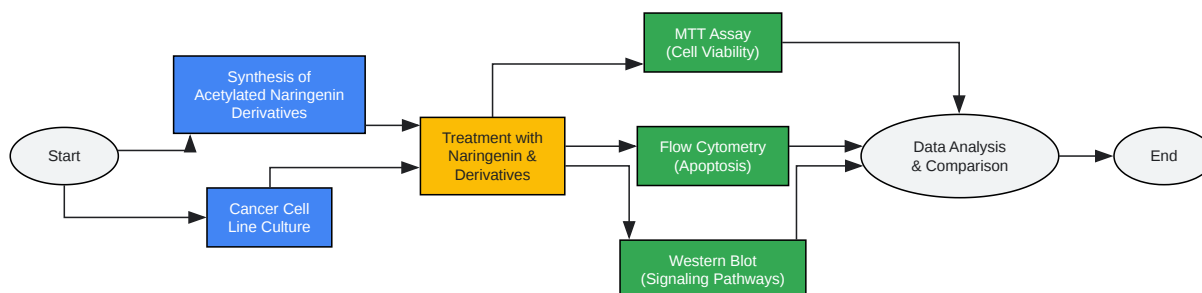 Start
Synthesis of
Acetylated Naringenin
Derivatives
Cancer Cell
Line Culture
Treatment with
Naringenin &
Derivatives
MTT Assay
(Cell Viability)
Flow Cytometry
(Apoptosis)
Western Blot
(Signaling Pathways)
Data Analysis
& Comparison
End